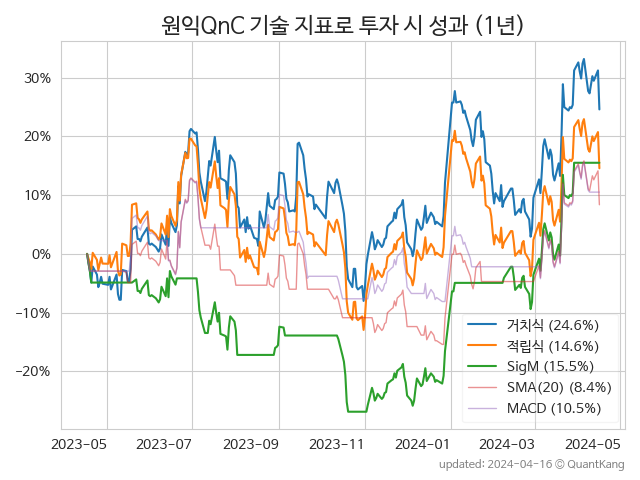 원익QnC 기술 지표로 투자 시 성과 (1년)
30%
20%
10%
0%
−10%
−20%
거치식 (24.6%)
적립식 (14.6%)
SigM (15.5%)
SMA(20) (8.4%)
MACD (10.5%)
2023-05 2023-07 2023-09 2023-11 2024-01 2024-03 2024-05
updated: 2024-04-16 © QuantKang